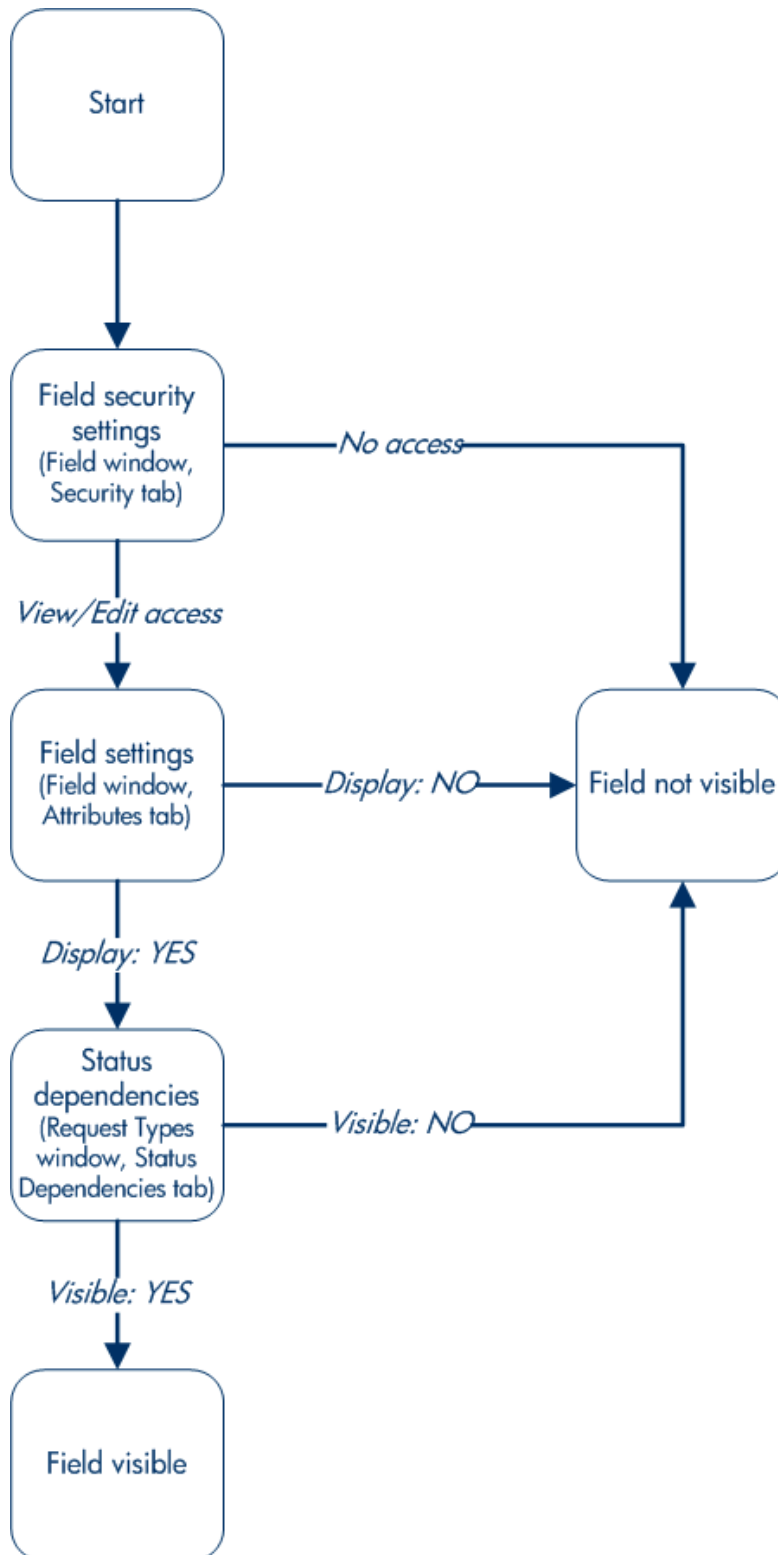 Start
Field security
settings
(Field window,
Security tab)
No access
View/Edit access
Field settings
(Field window,
Attributes tab)
Display: NO
Field not visible
Display: YES
Status
dependencies
(Request Types
window, Status
Dependencies tab)
Visible: NO
Visible: YES
Field visible